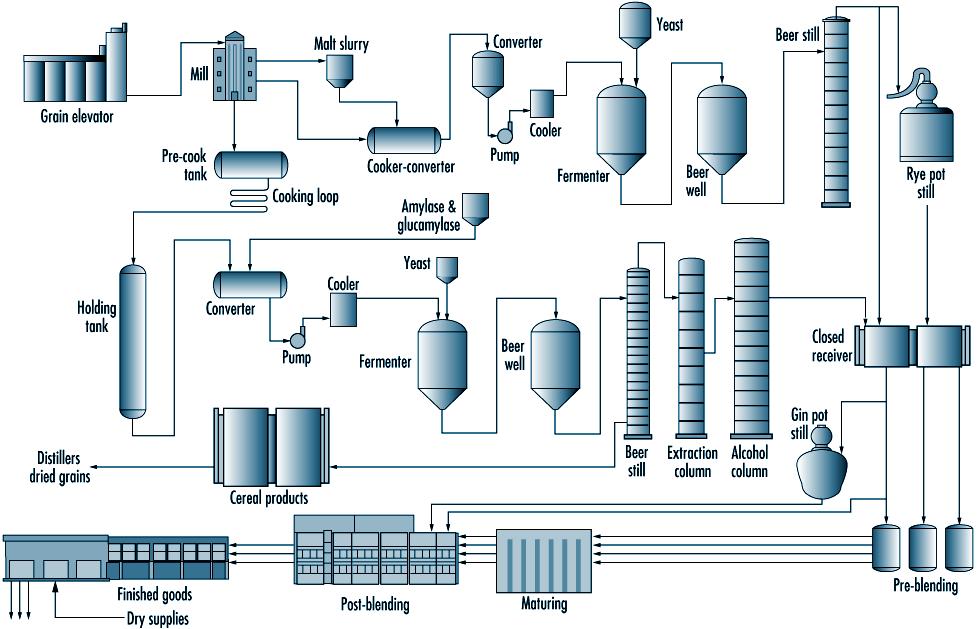 Grain elevator
Mill
Malt slurry
Cooker-converter
Converter
Pump
Cooler
Yeast
Fermenter
Beer
well
Beer still
Rye pot
still
Pre-cook
tank
Cooking loop
Amylase &
glucamylase
Holding
tank
Converter
Pump
Cooler
Yeast
Fermenter
Beer
well
Beer
still
Extraction
column
Alcohol
column
Closed
receiver
Gin pot
still
Distillers
dried grains
Cereal products
Finished goods
Dry supplies
Post-blending
Maturing
Pre-blending